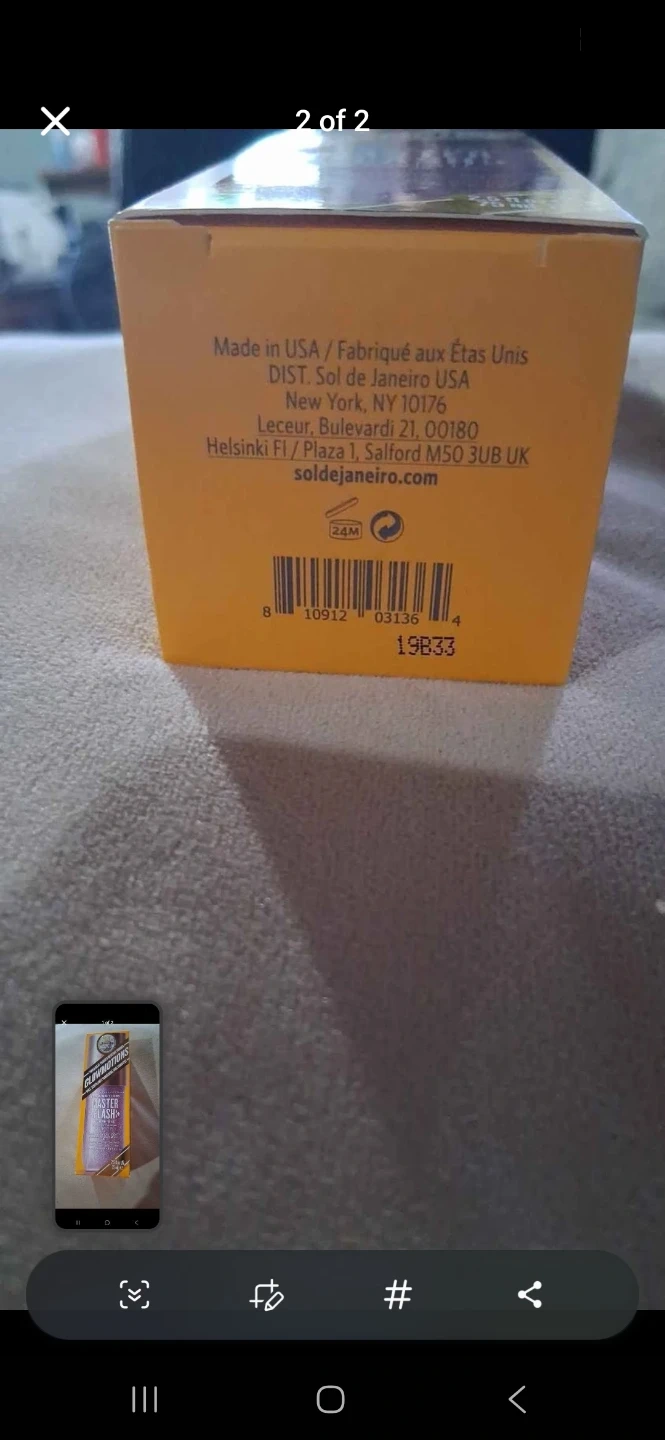 2 of 2
Made in USA / Fabriqué aux Étas Unis
DIST. Sol de Janeiro USA
New York, NY 10176
Leceur, Bulevardi 21, 00180
Helsinki FI / Plaza 1, Salford M50 3UB UK
soldejaneiro.com
24M
8 10912 03136 4
19B33
GLOWMOTIONS